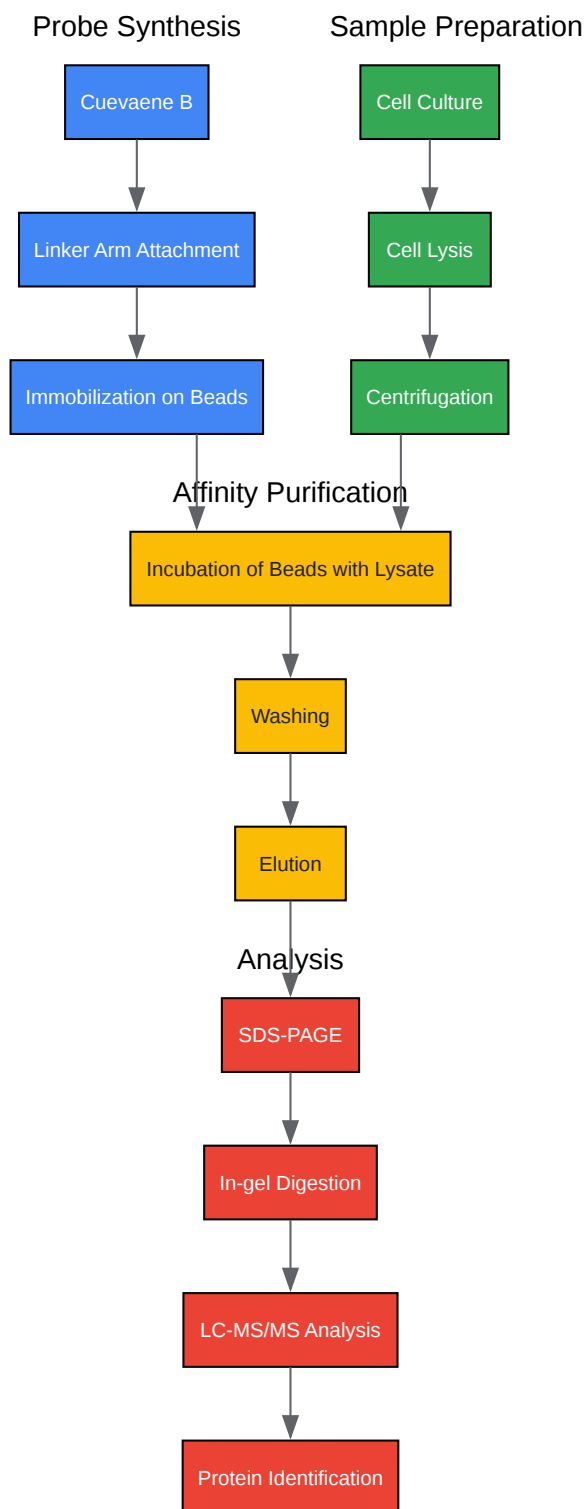 Probe Synthesis
Sample Preparation
Cuevaene B
Cell Culture
Linker Arm Attachment
Cell Lysis
Immobilization on Beads
Centrifugation
Affinity Purification
Incubation of Beads with Lysate
Washing
Elution
Analysis
SDS-PAGE
In-gel Digestion
LC-MS/MS Analysis
Protein Identification